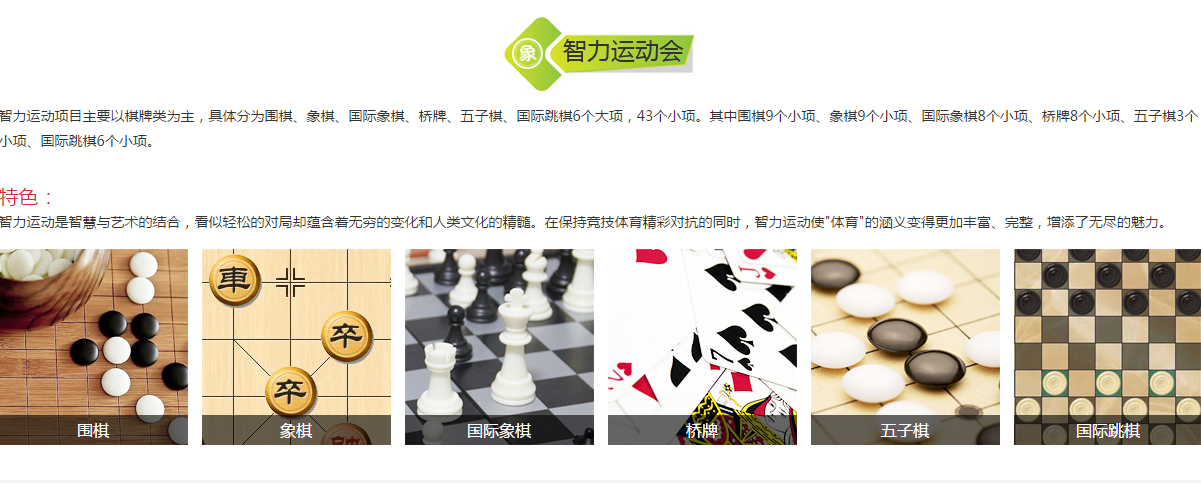 象
智力运动会
智力运动项目主要以棋牌类为主，具体分为围棋、象棋、国际象棋、桥牌、五子棋、国际跳棋6个大项，43个小项。其中围棋9个小项、象棋9个小项、国际象棋8个小项、桥牌8个小项、五子棋3个
小项、国际跳棋6个小项。
特色：
智力运动是智慧与艺术的结合，看似轻松的对局却蕴含着无穷的变化和人类文化的精髓。在保持竞技体育精彩对抗的同时，智力运动使"体育"的涵义变得更加丰富、完整，增添了无尽的魅力。
車
卒
卒
围棋
象棋
国际象棋
桥牌
五子棋
国际跳棋